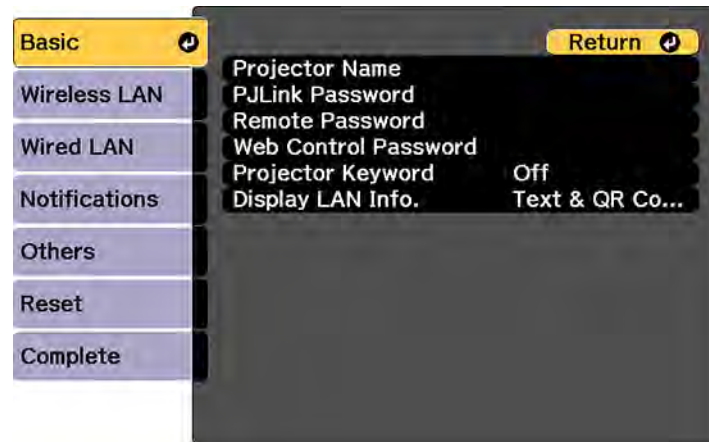 Basic
Wireless LAN
Wired LAN
Notifications
Others
Reset
Complete
Return
Projector Name
PJLink Password
Remote Password
Web Control Password
Projector Keyword Off
Display LAN Info. Text & QR Co...